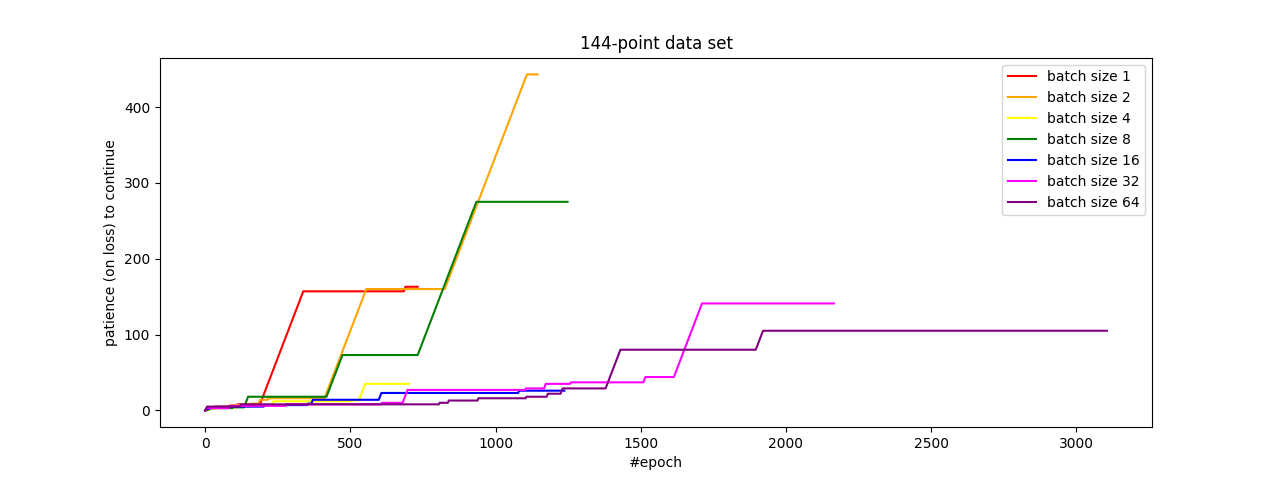 144-point data set
patience (on loss) to continue
400
300
200
100
0
0 500 1000 1500 2000 2500 3000
#epoch
batch size 1
batch size 2
batch size 4
batch size 8
batch size 16
batch size 32
batch size 64